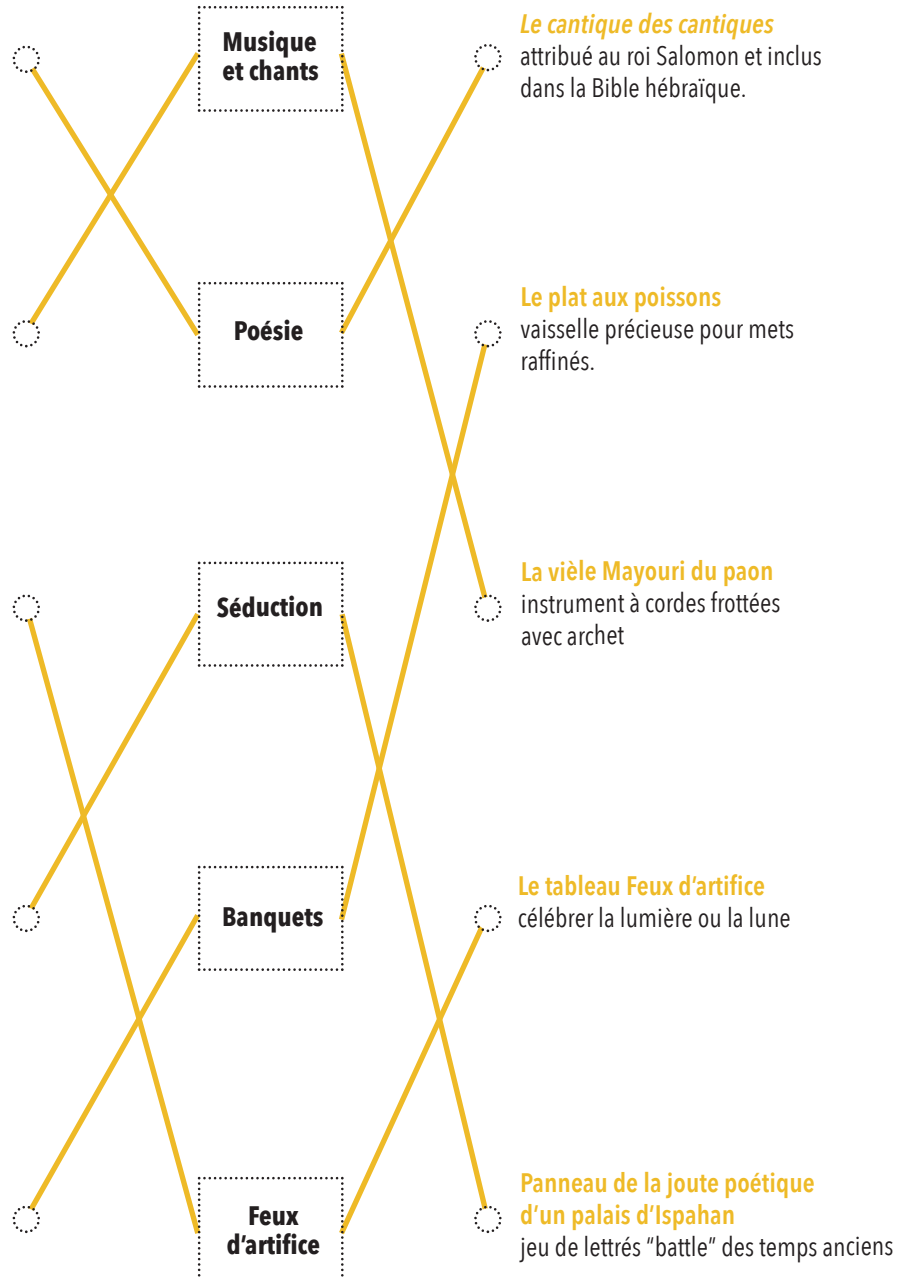 Musique
et chants
Le cantique des cantiques
attribué au roi Salomon et inclus
dans la Bible hébraïque.
Poésie
Le plat aux poissons
vaisselle précieuse pour mets
raffinés.
Séduction
La vièle Mayouri du paon
instrument à cordes frottées
avec archet
Banquets
Le tableau Feux d’artifice
célébrer la lumière ou la lune
Feux
d’artifice
Panneau de la joute poétique
d’un palais d’Ispahan
jeu de lettrés “battle” des temps anciens